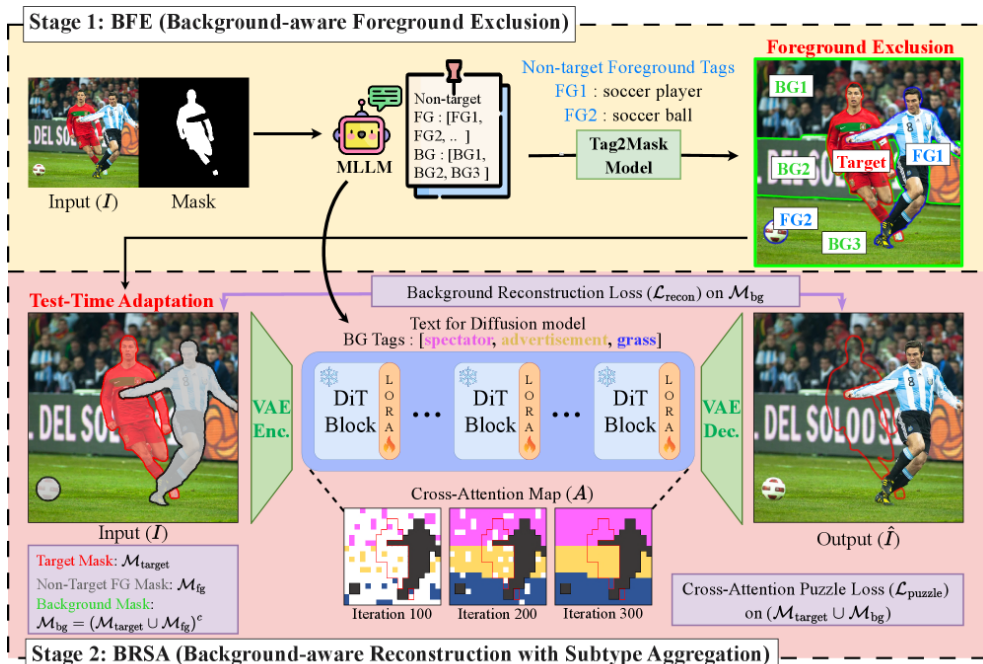 Stage 1: BFE (Background-aware Foreground Exclusion)
Input (I)
Mask
MLLM
Non-target
FG : [FG1,
FG2, .. ]
BG : [BG1,
BG2, BG3 ]
Non-target Foreground Tags
FG1 : soccer player
FG2 : soccer ball
Tag2Mask
Model
Foreground Exclusion
BG1
BG2
Target
FG1
FG2
BG3
Test-Time Adaptation
Background Reconstruction Loss (ℒrecon) on ℳbg
Text for Diffusion model
BG Tags : [spectator, advertisement, grass]
VAE
Enc.
DiT
Block
LORA
...
DiT
Block
LORA
...
DiT
Block
LORA
VAE
Dec.
DEL SOL
DEL SOLOO9S
8
Input (I)
Cross-Attention Map (A)
Iteration 100
Iteration 200
Iteration 300
Output (Î)
Target Mask: ℳtarget
Non-Target FG Mask: ℳfg
Background Mask:
ℳbg = (ℳtarget ∪ ℳfg)ᶜ
Cross-Attention Puzzle Loss (ℒpuzzle)
on (ℳtarget ∪ ℳbg)
Stage 2: BRSA (Background-aware Reconstruction with Subtype Aggregation)